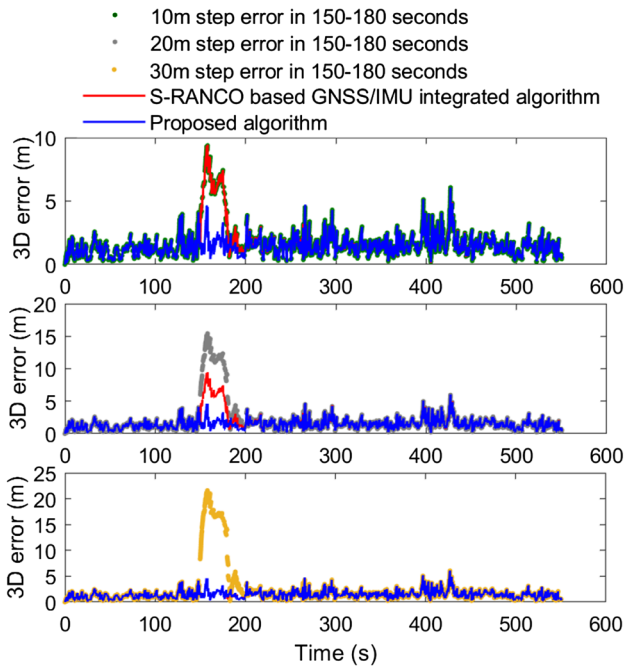 10m step error in 150-180 seconds
20m step error in 150-180 seconds
30m step error in 150-180 seconds
S-RANCO based GNSS/IMU integrated algorithm
Proposed algorithm
10
5
0
3D error (m)
0 100 200 300 400 500 600
20
15
10
5
0
3D error (m)
0 100 200 300 400 500 600
25
20
15
10
5
0
3D error (m)
0 100 200 300 400 500 600
Time (s)